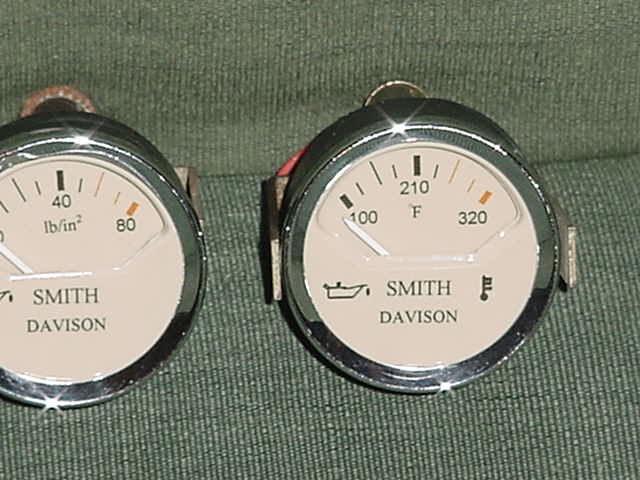 40
lb/in²
80
SMITH
DAVISON
210
°F
100
320
SMITH
DAVISON